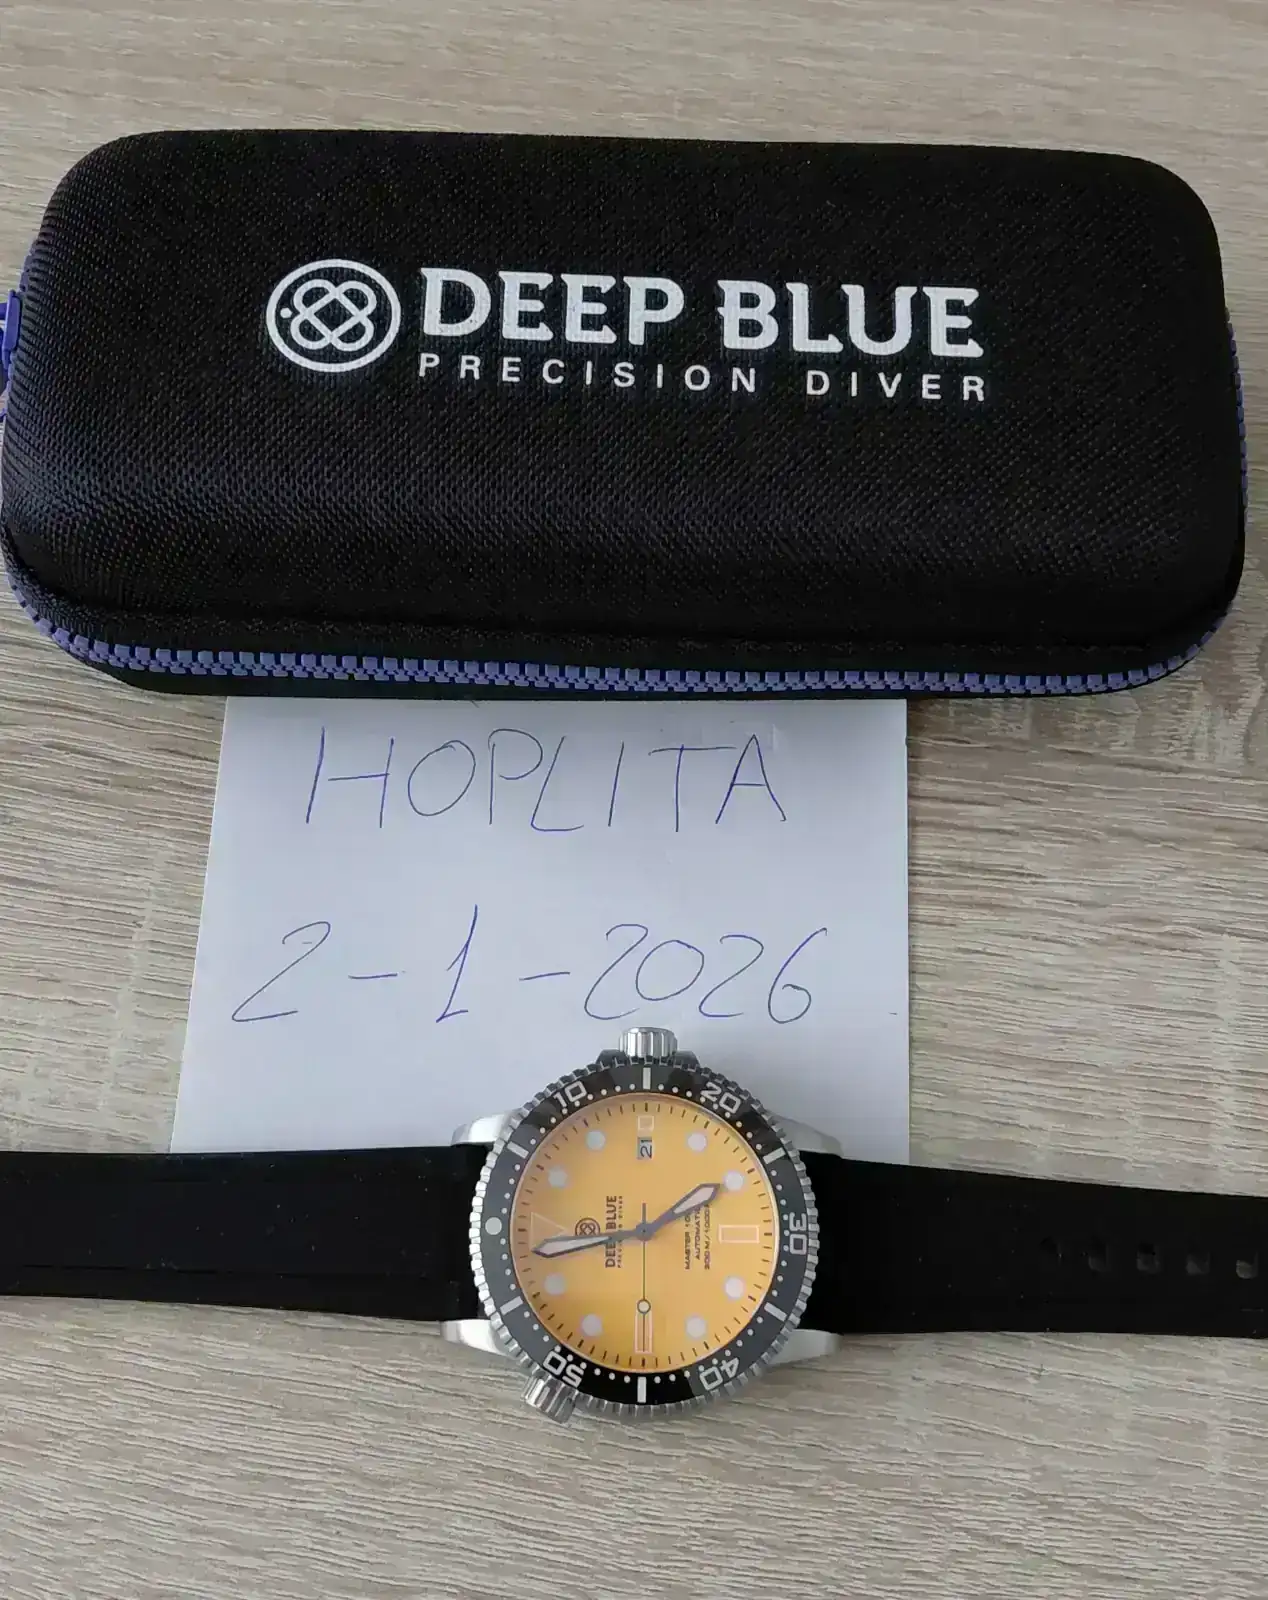 DEEP BLUE
PRECISION DIVER
HOPLITA
2-1-2026
10
20
30
40
50
21
DEEP BLUE
PRECISION DIVER
AUTOMATIC